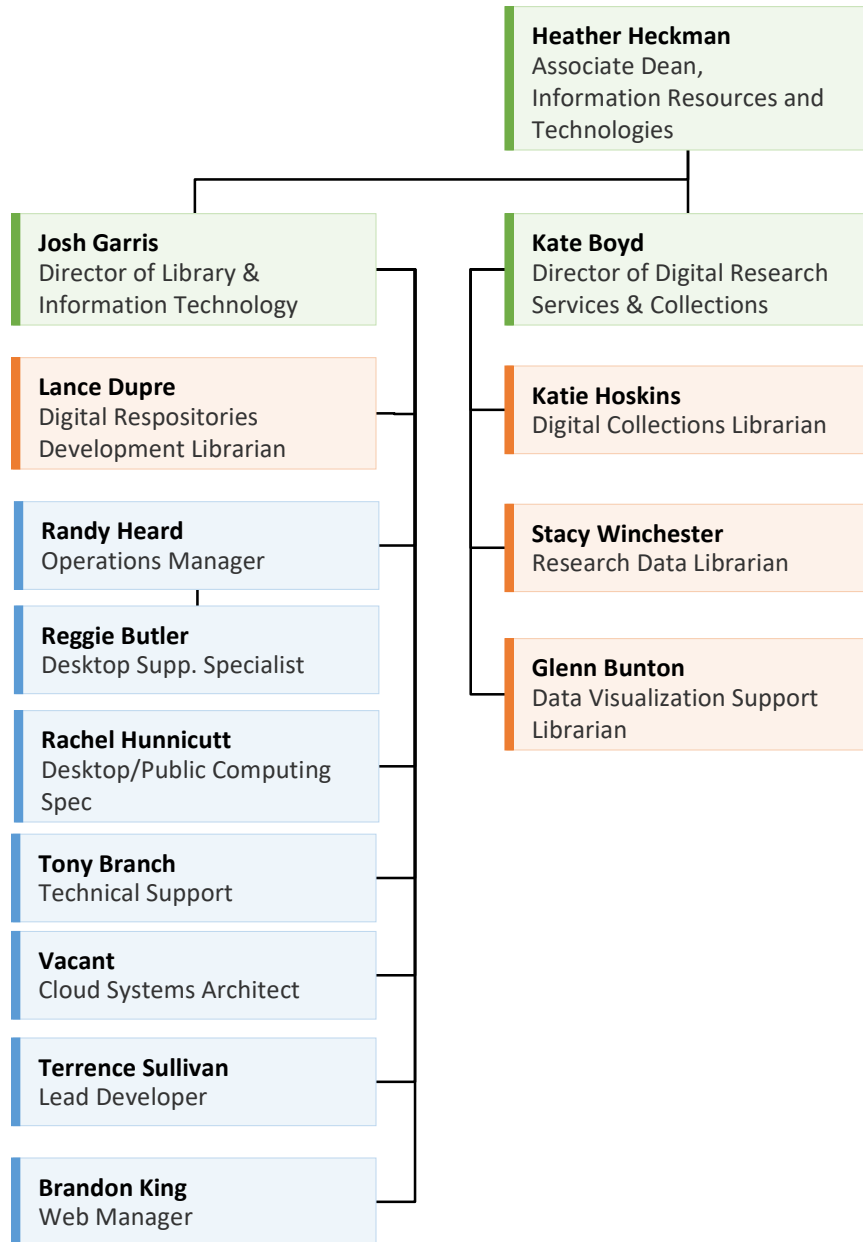 Heather Heckman
Associate Dean,
Information Resources and
Technologies
Josh Garris
Director of Library &
Information Technology
Kate Boyd
Director of Digital Research
Services & Collections
Lance Dupre
Digital Respositories
Development Librarian
Katie Hoskins
Digital Collections Librarian
Randy Heard
Operations Manager
Stacy Winchester
Research Data Librarian
Reggie Butler
Desktop Supp. Specialist
Glenn Bunton
Data Visualization Support
Librarian
Rachel Hunnicutt
Desktop/Public Computing
Spec
Tony Branch
Technical Support
Vacant
Cloud Systems Architect
Terrence Sullivan
Lead Developer
Brandon King
Web Manager